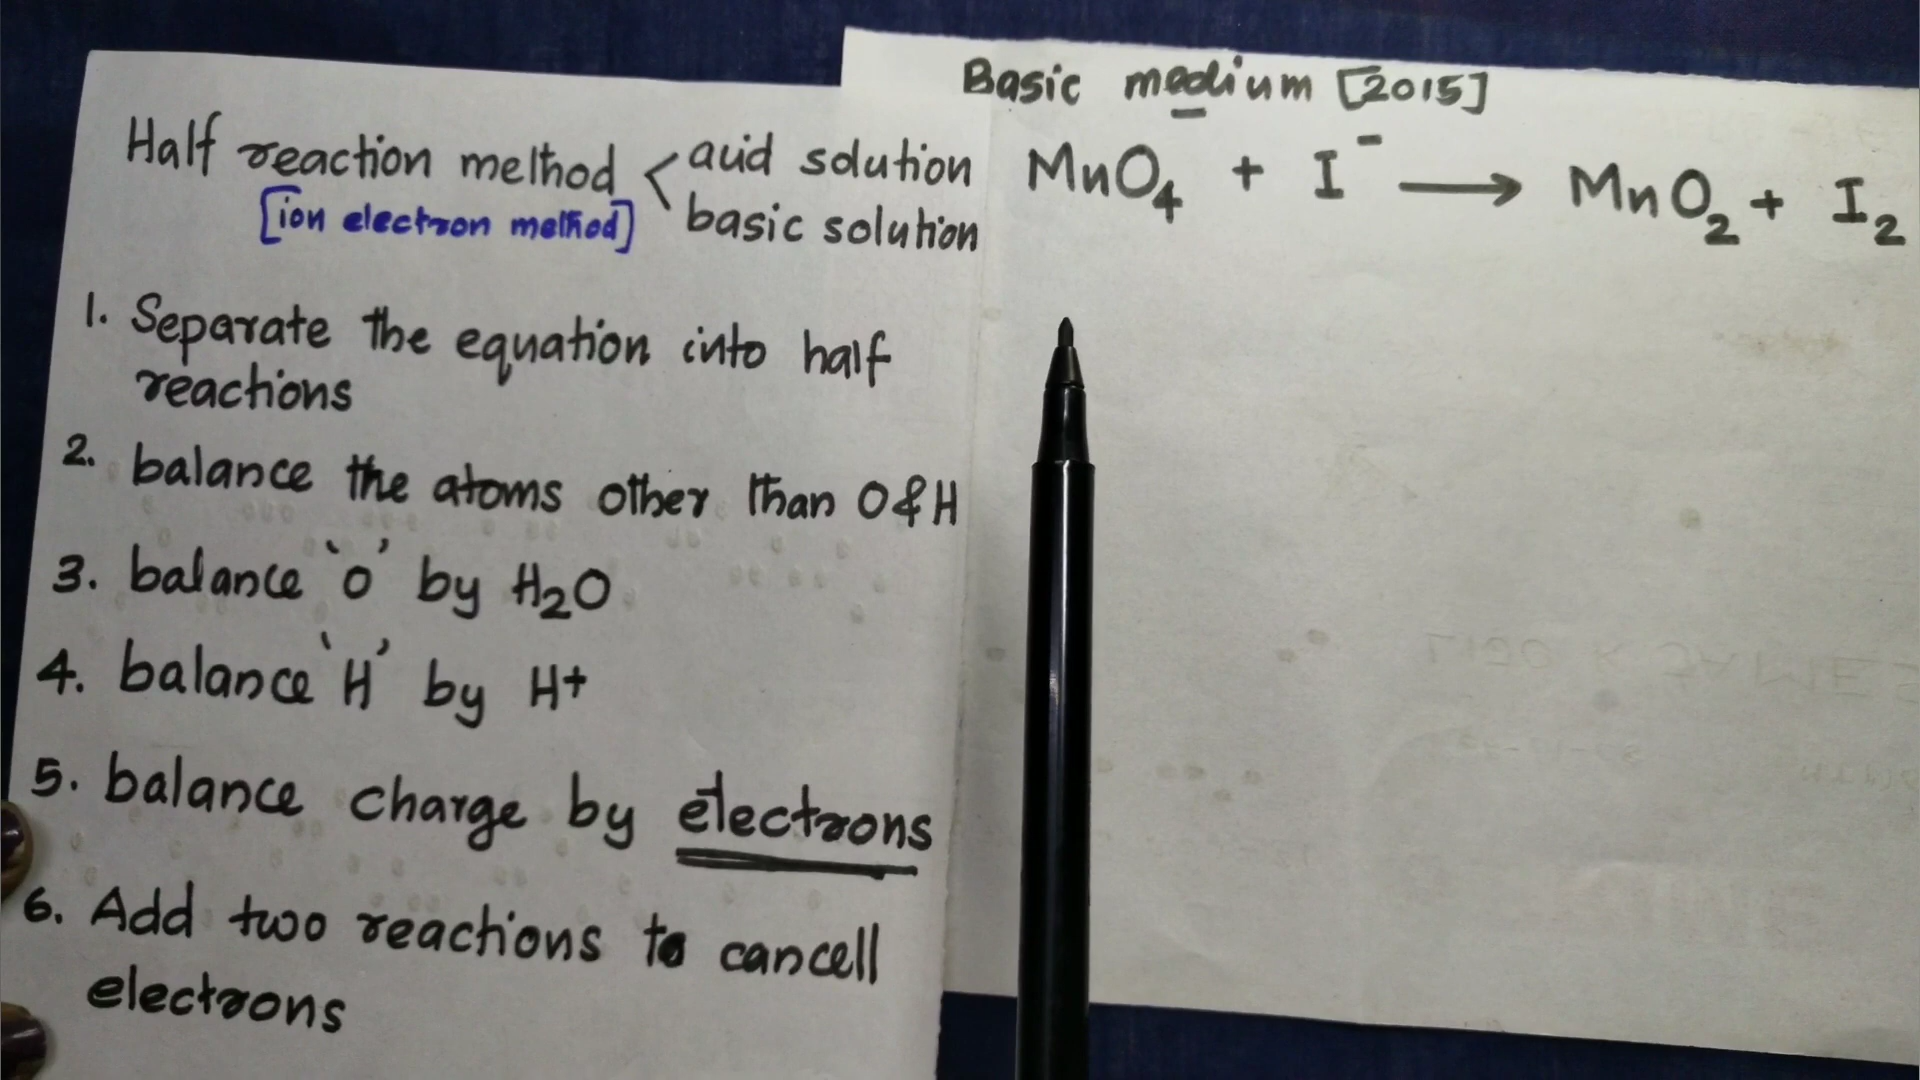 Half reaction melthod < auid solution
[ion electron method] basic solution
1. Separate the equation into half
reactions
2. balance the atoms other than O & H
3. balance 'o' by H₂O
4. balance 'H' by H+
5. balance charge by electrons
6. Add two reactions to cancell
electrons
Basic medium [2015]
MnO₄ + I⁻ → MnO₂ + I₂